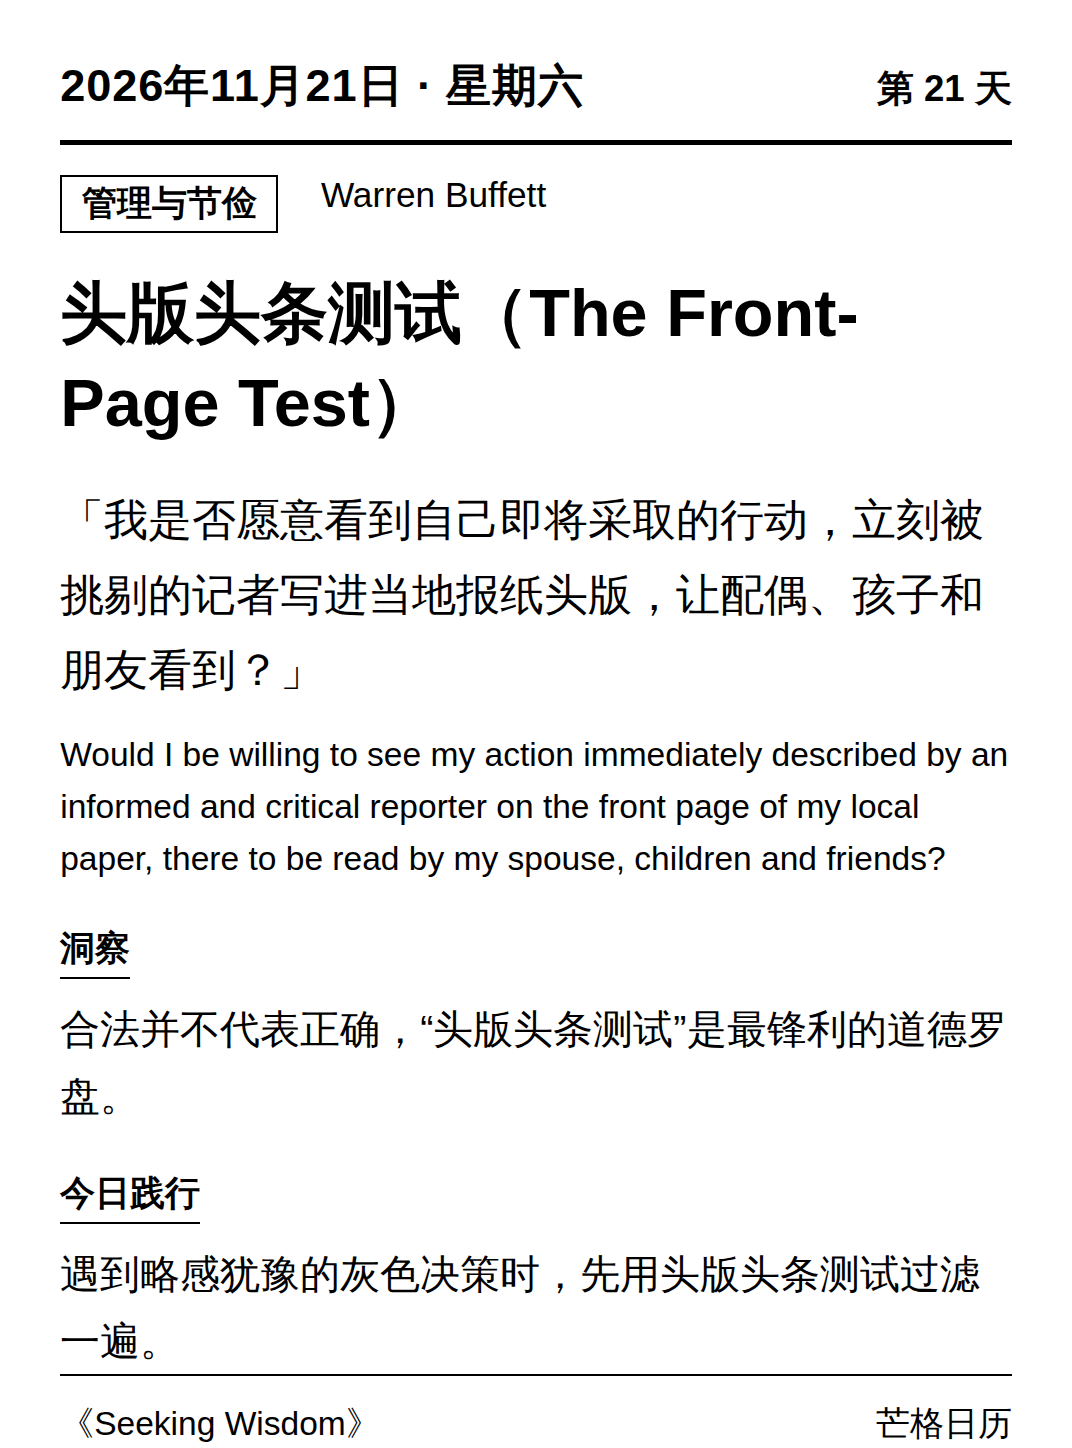 2026年11月21日 · 星期六
第 21 天
管理与节俭
Warren Buffett
头版头条测试（The Front-
Page Test）
「我是否愿意看到自己即将采取的行动，立刻被
挑剔的记者写进当地报纸头版，让配偶、孩子和
朋友看到？」
Would I be willing to see my action immediately described by an
informed and critical reporter on the front page of my local
paper, there to be read by my spouse, children and friends?
洞察
合法并不代表正确，“头版头条测试”是最锋利的道德罗
盘。
今日践行
遇到略感犹豫的灰色决策时，先用头版头条测试过滤
一遍。
《Seeking Wisdom》
芒格日历